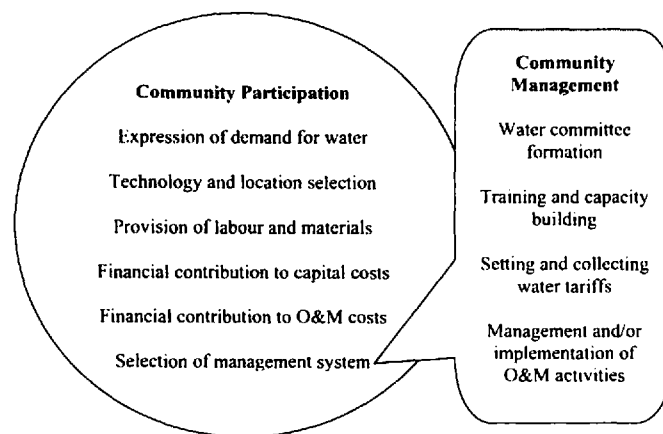 Community Participation
Expression of demand for water
Technology and location selection
Provision of labour and materials
Financial contribution to capital costs
Financial contribution to O&M costs
Selection of management system
Community
Management
Water committee
formation
Training and capacity
building
Setting and collecting
water tariffs
Management and/or
implementation of
O&M activities